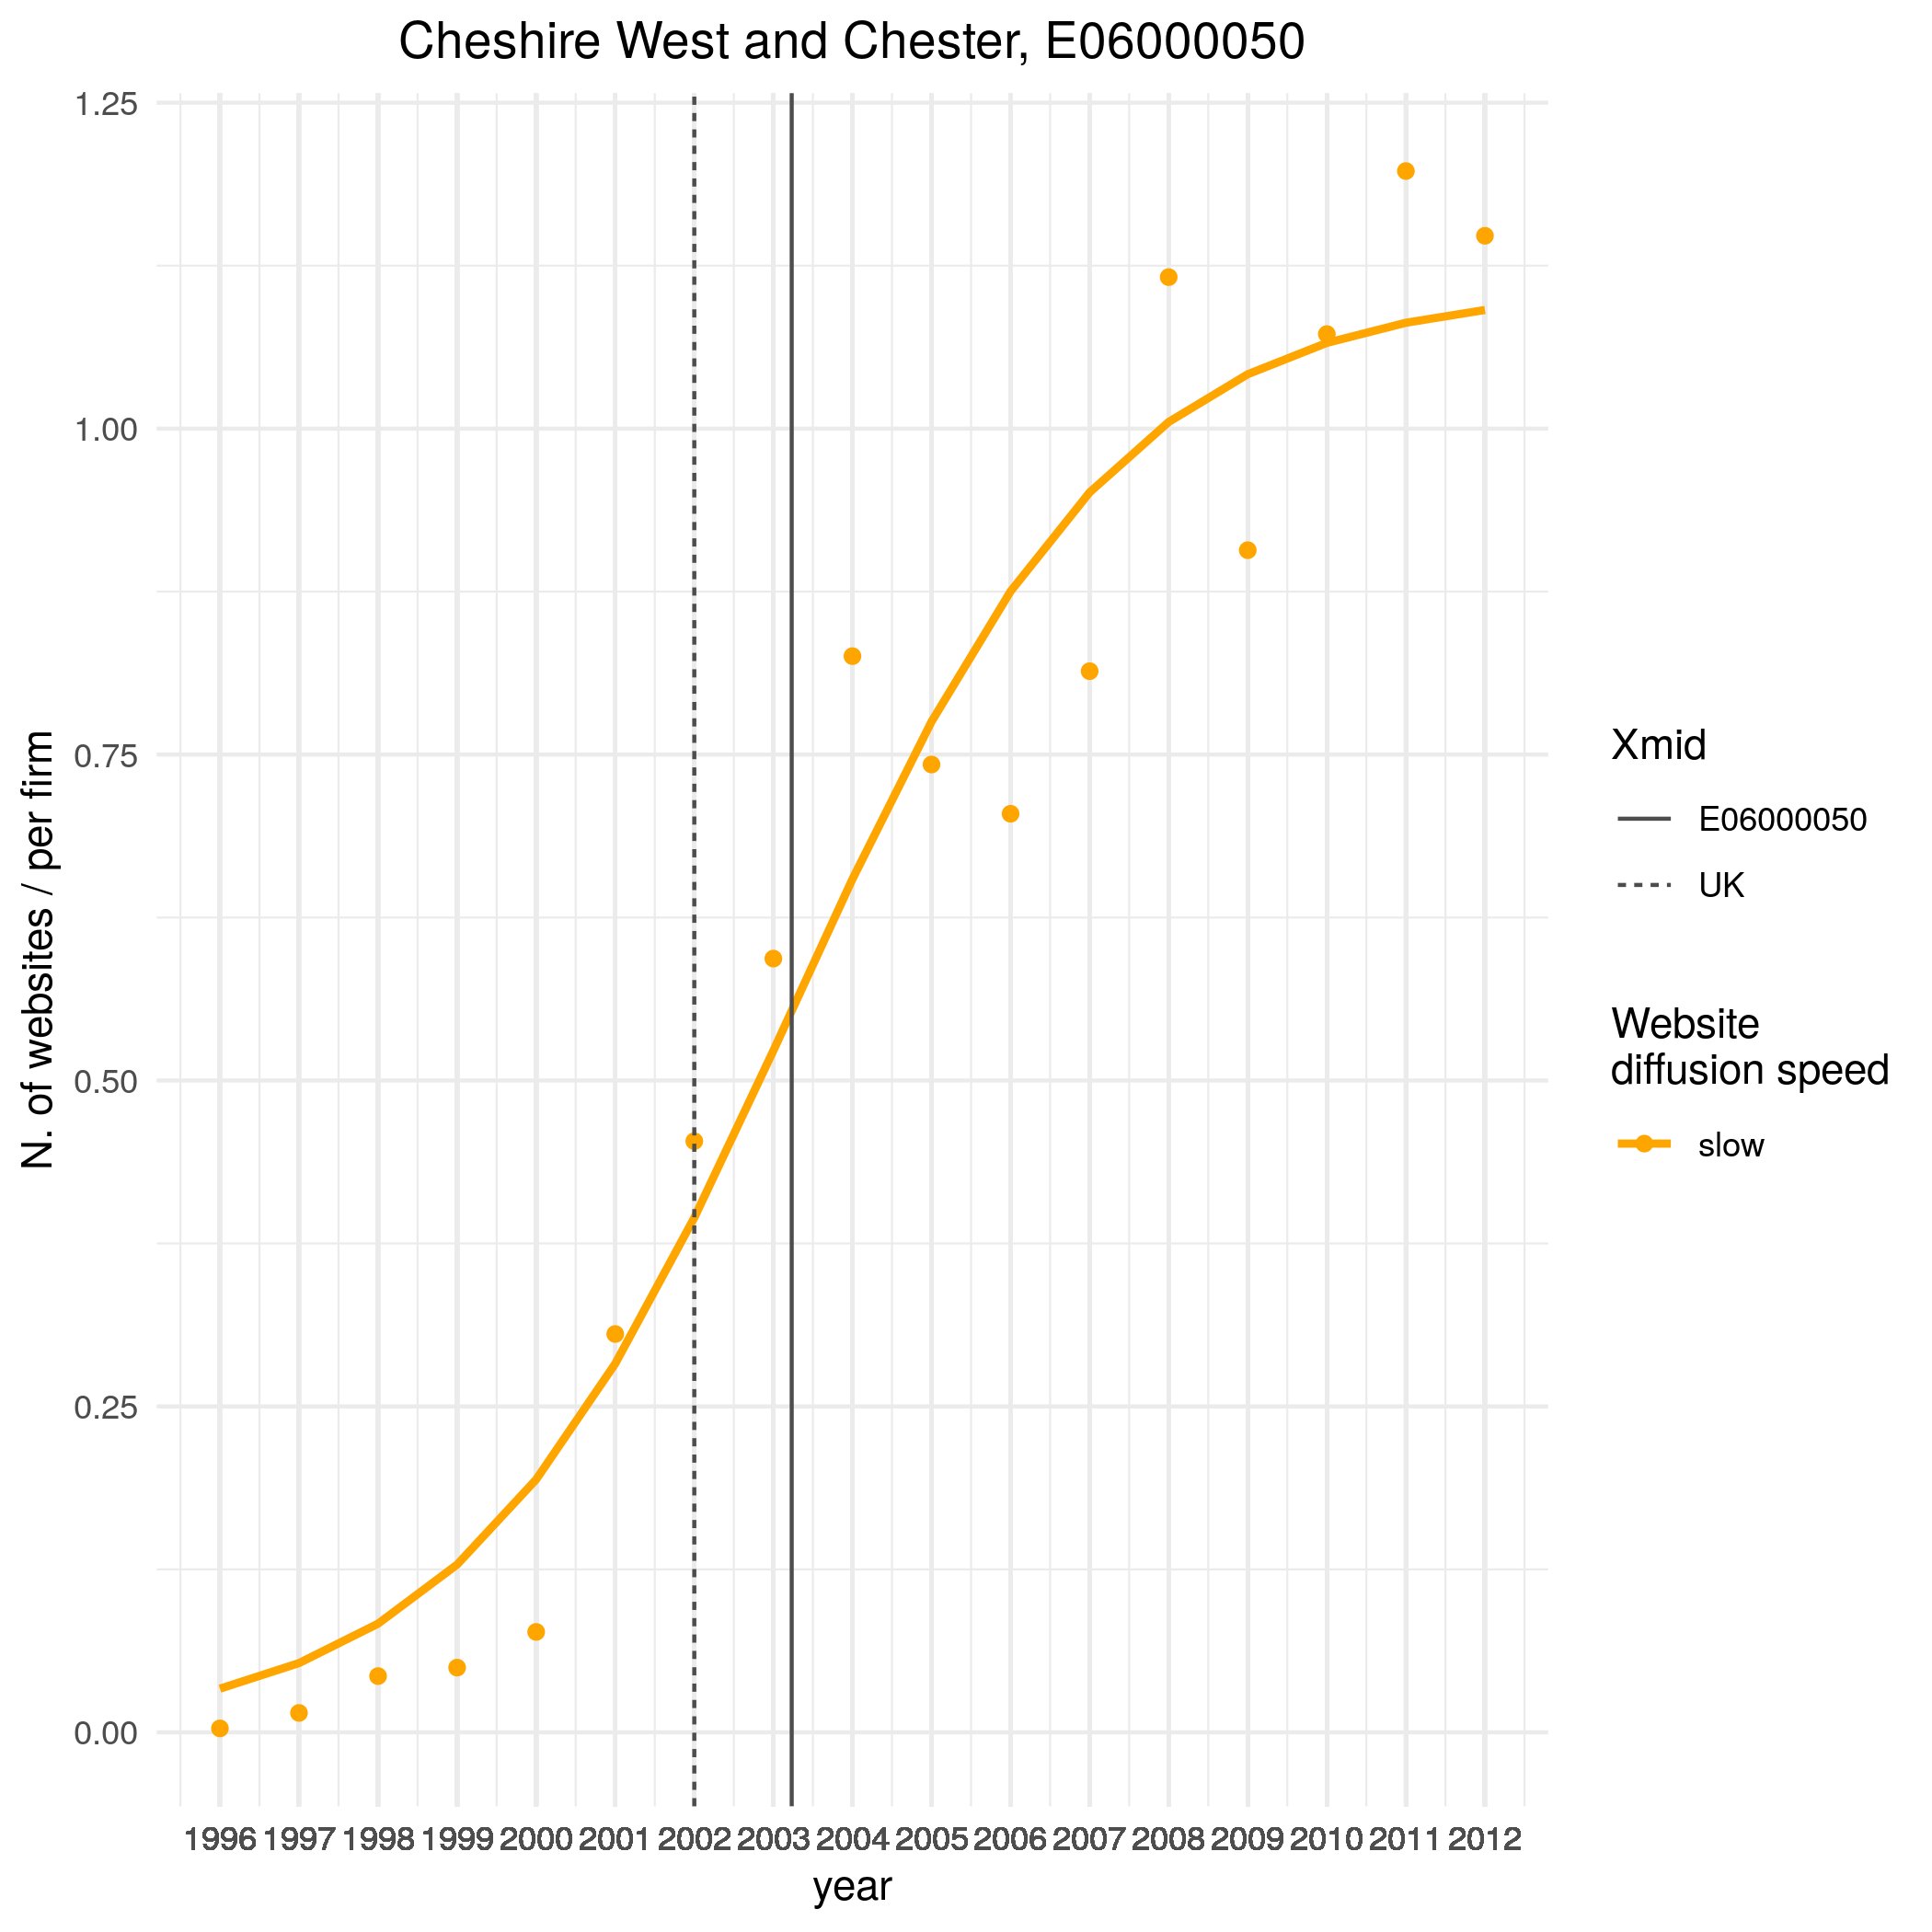 Cheshire West and Chester, E06000050
1.25
1.00
0.75
0.50
0.25
0.00
N. of websites / per firm
1996 1997 1998 1999 2000 2001 2002 2003 2004 2005 2006 2007 2008 2009 2010 2011 2012
year
Xmid
E06000050
UK
Website
diffusion speed
slow